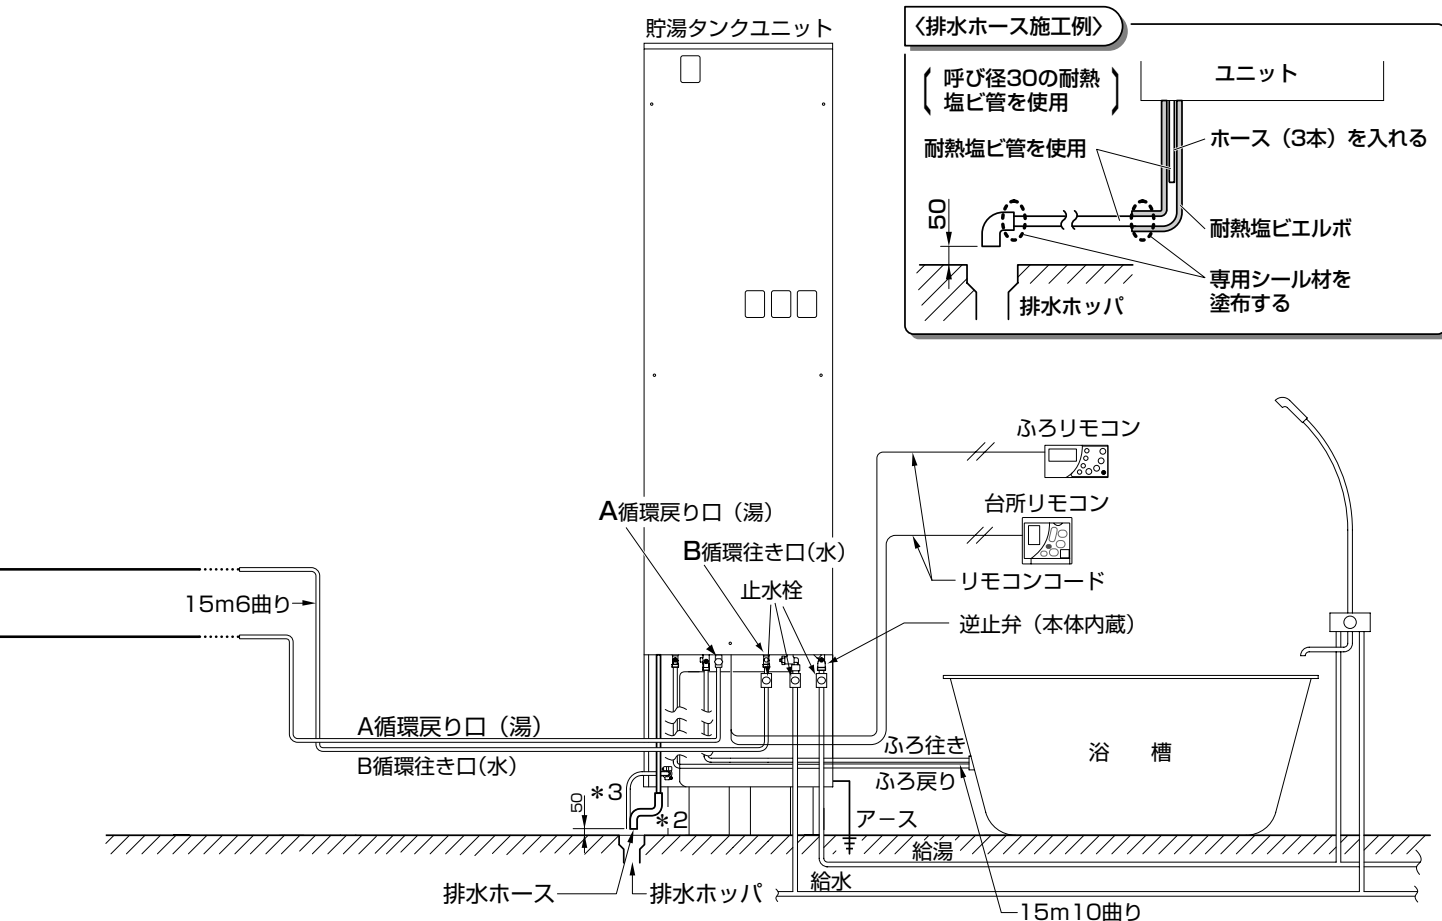 貯湯タンクユニット
〈排水ホース施工例〉
呼び径30の耐熱
塩ビ管を使用
ユニット
耐熱塩ビ管を使用
ホース（3本）を入れる
50
耐熱塩ビエルボ
専用シール材を
塗布する
排水ホッパ
ふろリモコン
台所リモコン
A循環戻り口（湯）
B循環往き口(水)
止水栓
リモコンコード
15m6曲り
逆止弁（本体内蔵）
A循環戻り口（湯）
B循環往き口(水)
ふろ往き
ふろ戻り
浴 槽
50
＊3
＊2
アース
給湯
給水
排水ホース
排水ホッパ
15m10曲り